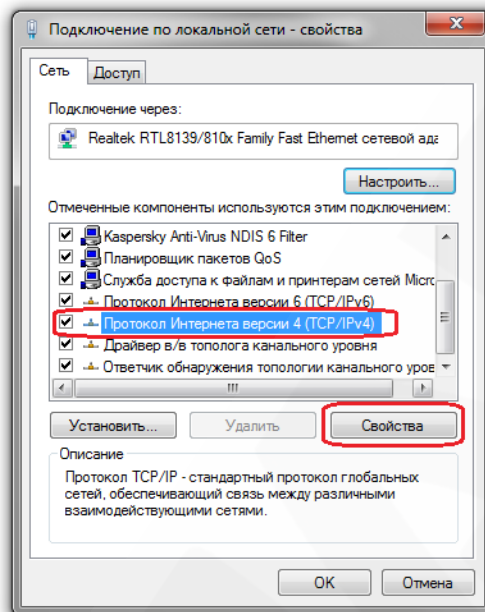 Подключение по локальной сети - свойства
Сеть
Доступ
Подключение через:
Realtek RTL8139/810x Family Fast Ethernet сетевой ада
Настроить...
Отмеченные компоненты используются этим подключением:
Kaspersky Anti-Virus NDIS 6 Filter
Планировщик пакетов QoS
Служба доступа к файлам и принтерам сетей Micro
Протокол Интернета версии 6 (TCP/IPv6)
Протокол Интернета версии 4 (TCP/IPv4)
Драйвер в/в тополога канального уровня
Ответчик обнаружения топологии канального уров
Установить...
Удалить
Свойства
Описание
Протокол TCP/IP - стандартный протокол глобальных
сетей, обеспечивающий связь между различными
взаимодействующими сетями.
OK
Отмена